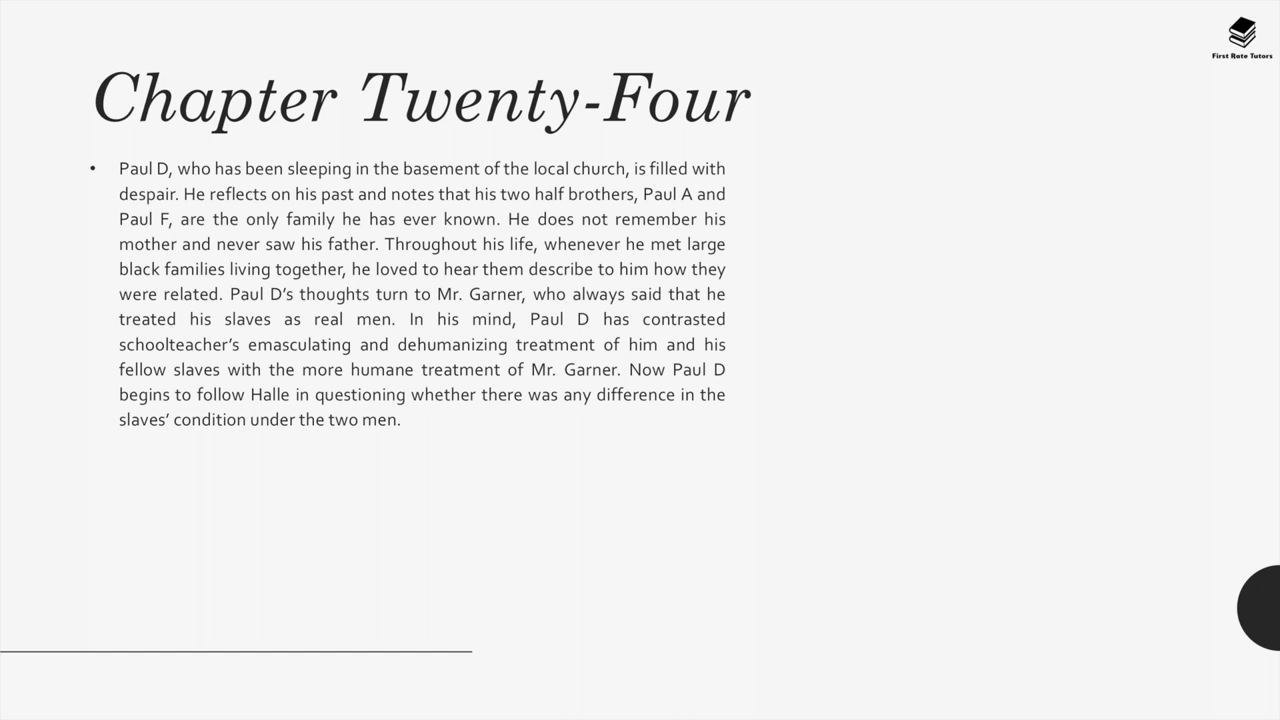 First Rate Tutors
Chapter Twenty-Four
• Paul D, who has been sleeping in the basement of the local church, is filled with
despair. He reflects on his past and notes that his two half brothers, Paul A and
Paul F, are the only family he has ever known. He does not remember his
mother and never saw his father. Throughout his life, whenever he met large
black families living together, he loved to hear them describe to him how they
were related. Paul D’s thoughts turn to Mr. Garner, who always said that he
treated his slaves as real men. In his mind, Paul D has contrasted
schoolteacher’s emasculating and dehumanizing treatment of him and his
fellow slaves with the more humane treatment of Mr. Garner. Now Paul D
begins to follow Halle in questioning whether there was any difference in the
slaves’ condition under the two men.